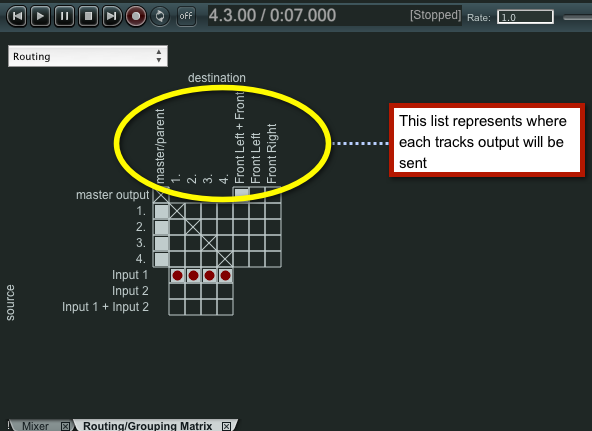 off
4.3.00 / 0:07.000
[Stopped]
Rate:
1.0
Routing
destination
master/parent
1.
2.
3.
4.
Front Left + Front
Front Left
Front Right
This list represents where
each tracks output will be
sent
master output
1.
2.
3.
4.
Input 1
Input 2
Input 1 + Input 2
source
! Mixer
Routing/Grouping Matrix